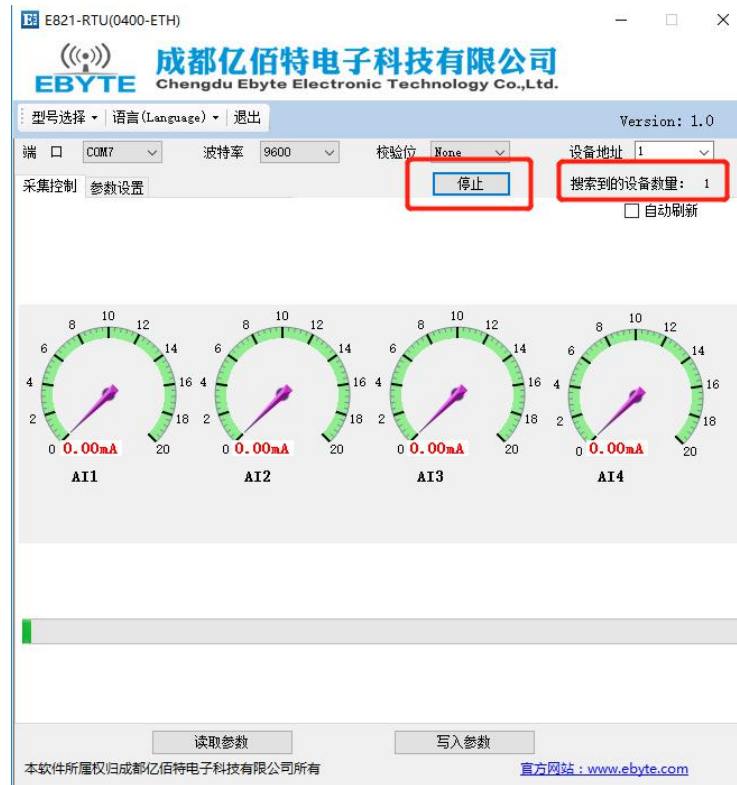 E821-RTU(0400-ETH)
EBYTE 成都亿佰特电子科技有限公司
Chengdu Ebyte Electronic Technology Co.,Ltd.
型号选择 语言(Language) 退出 Version: 1.0
端 口 COM7 波特率 9600 校验位 None 设备地址 1
采集控制 参数设置 停止 搜索到的设备数量: 1
自动刷新
0 2 4 6 8 10 12 14 16 18 20
0.00mA
AI1
0 2 4 6 8 10 12 14 16 18 20
0.00mA
AI2
0 2 4 6 8 10 12 14 16 18 20
0.00mA
AI3
0 2 4 6 8 10 12 14 16 18 20
0.00mA
AI4
读取参数 写入参数
本软件所属权归成都亿佰特电子科技有限公司所有 官方网站：www.ebyte.com